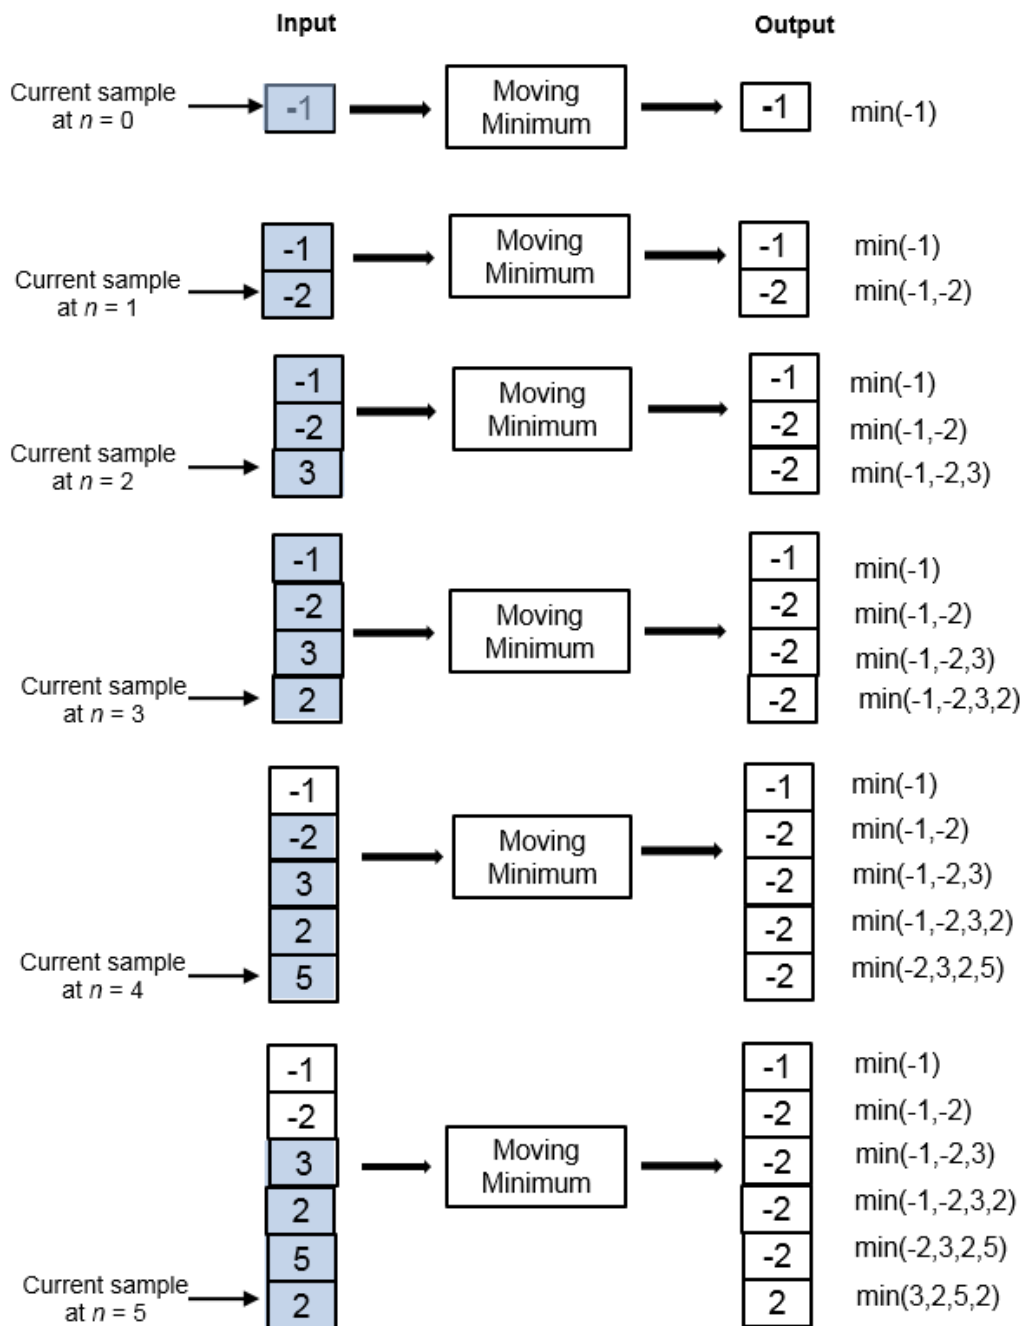 Input
Output
Current sample
at n = 0
-1
Moving
Minimum
-1
min(-1)
Current sample
at n = 1
-1
-2
Moving
Minimum
-1
-2
min(-1)
min(-1,-2)
Current sample
at n = 2
-1
-2
3
Moving
Minimum
-1
-2
-2
min(-1)
min(-1,-2)
min(-1,-2,3)
Current sample
at n = 3
-1
-2
3
2
Moving
Minimum
-1
-2
-2
-2
min(-1)
min(-1,-2)
min(-1,-2,3)
min(-1,-2,3,2)
Current sample
at n = 4
-1
-2
3
2
5
Moving
Minimum
-1
-2
-2
-2
-2
min(-1)
min(-1,-2)
min(-1,-2,3)
min(-1,-2,3,2)
min(-2,3,2,5)
Current sample
at n = 5
-1
-2
3
2
5
2
Moving
Minimum
-1
-2
-2
-2
-2
2
min(-1)
min(-1,-2)
min(-1,-2,3)
min(-1,-2,3,2)
min(-2,3,2,5)
min(3,2,5,2)